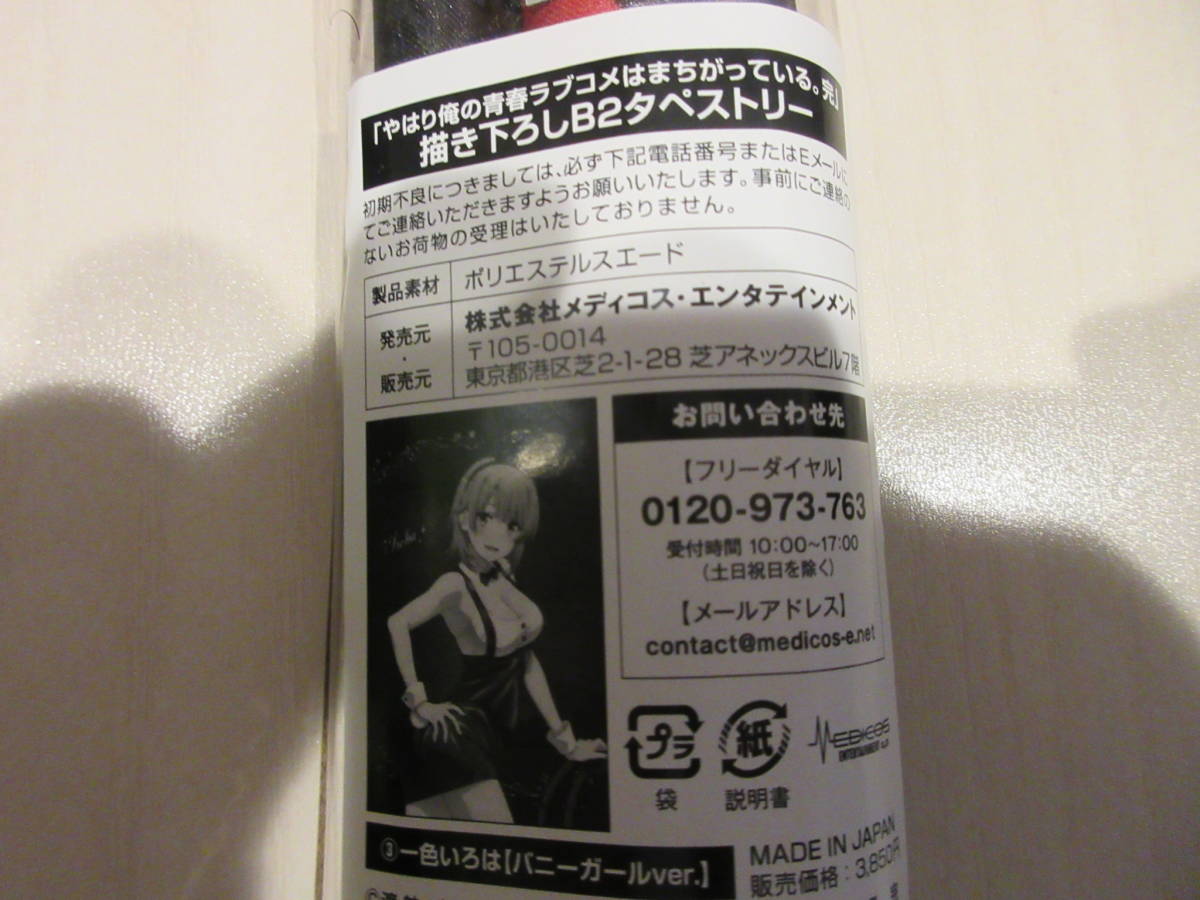 「やはり俺の青春ラブコメはまちがっている。完」
描き下ろしB2タペストリー
初期不良につきましては、必ず下記電話番号またはEメールに
てご連絡いただきますようお願いいたします。事前にご連絡の
ないお荷物の受理はいたしておりません。
製品素材 ポリエステルスエード
発売元・販売元
株式会社メディコス・エンタテインメント
〒105-0014
東京都港区芝2-1-28 芝アネックスビル7階
お問い合わせ先
【フリーダイヤル】
0120-973-763
受付時間 10:00~17:00
(土日祝日を除く)
【メールアドレス】
contact@medicos-e.net
プラ
紙
袋
説明書
MEDICOS
ENTERTAINMENT
③一色いろは【バニーガールver.】
MADE IN JAPAN
販売価格:3,850円